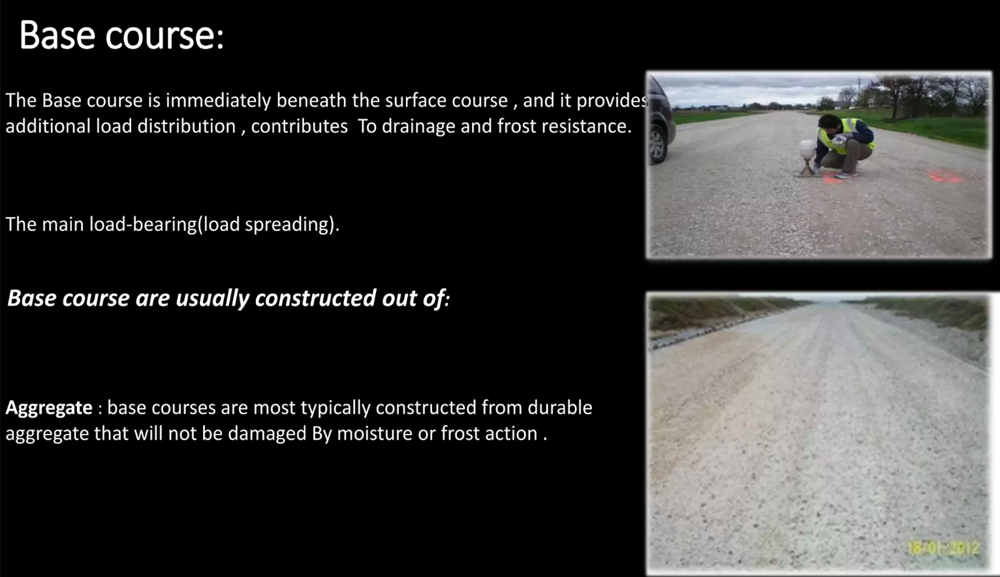 Base course:
The Base course is immediately beneath the surface course , and it provides
additional load distribution , contributes  To drainage and frost resistance.
The main load-bearing(load spreading).
Base course are usually constructed out of:
Aggregate : base courses are most typically constructed from durable
aggregate that will not be damaged By moisture or frost action .
18/01/2012